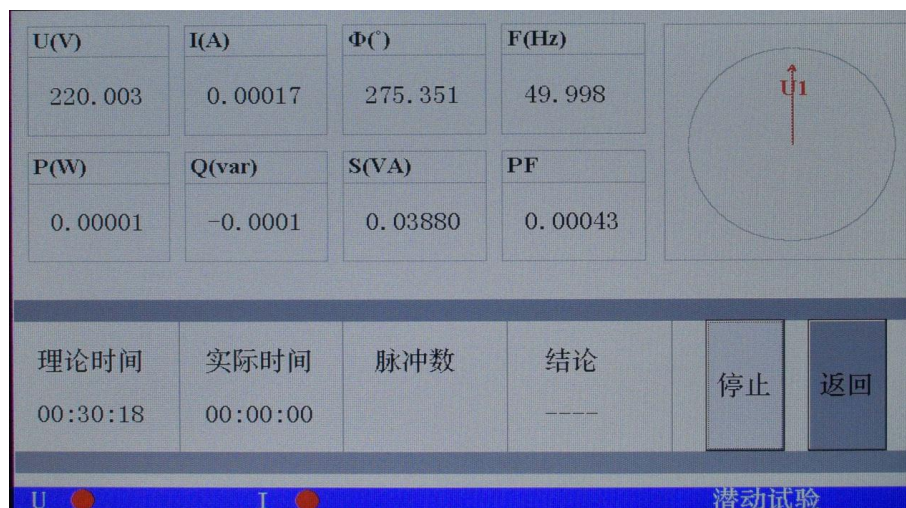 U(V) I(A) Φ(°) F(Hz)
220.003 0.00017 275.351 49.998
U1
P(W) Q(var) S(VA) PF
0.00001 -0.0001 0.03880 0.00043
理论时间 实际时间 脉冲数 结论
停止 返回
00:30:18 00:00:00 ----
U I 潜动试验